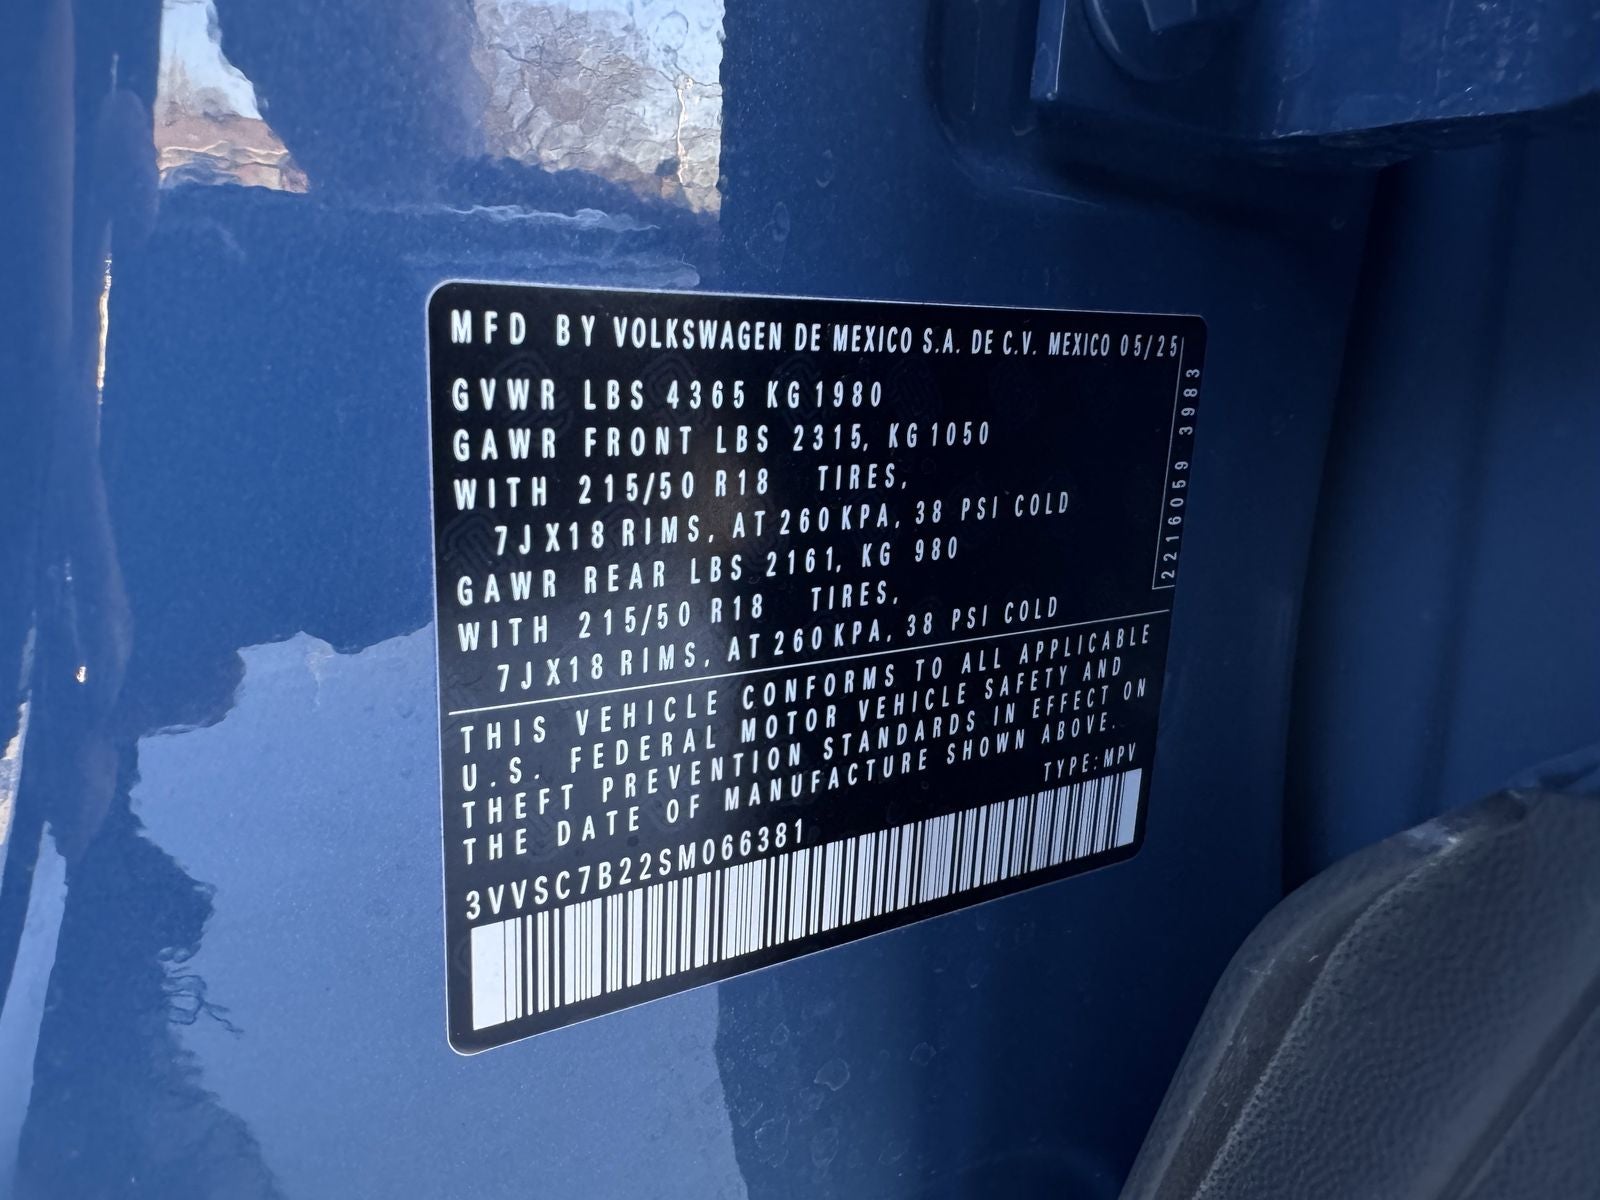 MFD BY VOLKSWAGEN DE MEXICO S.A. DE C.V. MEXICO 05/25
GVWR LBS 4365 KG 1980
GAWR FRONT LBS 2315, KG 1050
WITH 215/50 R18 TIRES,
7JX18 RIMS, AT 260 KPA, 38 PSI COLD
GAWR REAR LBS 2161, KG 980
WITH 215/50 R18 TIRES,
7JX18 RIMS, AT 260 KPA, 38 PSI COLD
2216059 3983
THIS VEHICLE CONFORMS TO ALL APPLICABLE
U.S. FEDERAL MOTOR VEHICLE SAFETY AND
THEFT PREVENTION STANDARDS IN EFFECT ON
THE DATE OF MANUFACTURE SHOWN ABOVE.
TYPE: MPV
3VVSC7B22SM066381